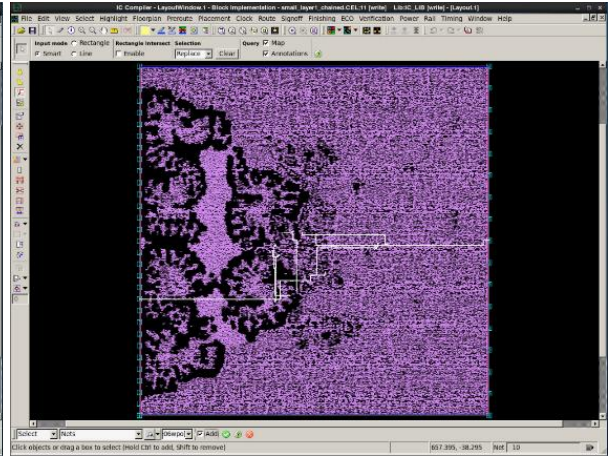 IC Compiler - LayoutWindow.1 - Block Implementation - small_layer1_chained.CEL;11 [write] Lib:IC_LIB [write] - [Layout.1]
File Edit View Select Highlight Floorplan Preroute Placement Clock Route Signoff Finishing ECO Verification Power Rail Timing Window Help
Input mode Rectangle Rectangle Intersect Selection Query Map
Smart Line Enable Replace Clear Annotations
Select Nets Add
Click objects or drag a box to select (Hold Ctrl to add, Shift to remove) 657.395, -38.295 Net 10